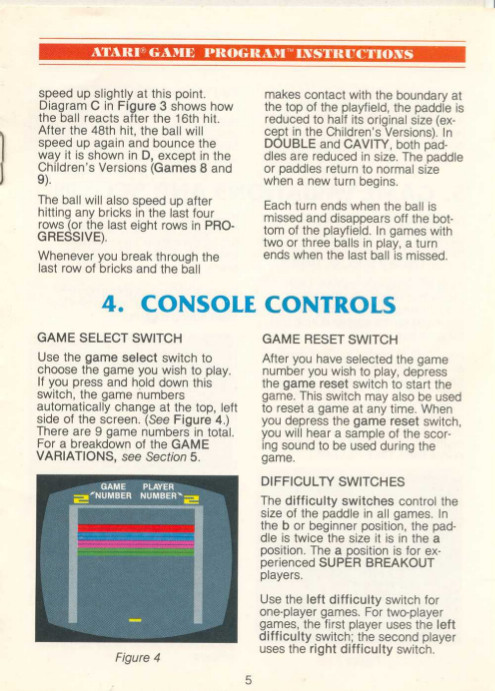 ATARI® GAME PROGRAM™ INSTRUCTIONS
speed up slightly at this point.
Diagram C in Figure 3 shows how
the ball reacts after the 16th hit.
After the 48th hit, the ball will
speed up again and bounce the
way it is shown in D, except in the
Children's Versions (Games 8 and
9).
The ball will also speed up after
hitting any bricks in the last four
rows (or the last eight rows in PRO-
GRESSIVE).
Whenever you break through the
last row of bricks and the ball
makes contact with the boundary at
the top of the playfield, the paddle is
reduced to half its original size (ex-
cept in the Children's Versions). In
DOUBLE and CAVITY, both pad-
dles are reduced in size. The paddle
or paddles return to normal size
when a new turn begins.
Each turn ends when the ball is
missed and disappears off the bot-
tom of the playfield. In games with
two or three balls in play, a turn
ends when the last ball is missed.
4. CONSOLE CONTROLS
GAME SELECT SWITCH
Use the game select switch to
choose the game you wish to play.
If you press and hold down this
switch, the game numbers
automatically change at the top, left
side of the screen. (See Figure 4.)
There are 9 game numbers in total.
For a breakdown of the GAME
VARIATIONS, see Section 5.
GAME PLAYER
NUMBER NUMBER
2 2
Figure 4
GAME RESET SWITCH
After you have selected the game
number you wish to play, depress
the game reset switch to start the
game. This switch may also be used
to reset a game at any time. When
you depress the game reset switch,
you will hear a sample of the scor-
ing sound to be used during the
game.
DIFFICULTY SWITCHES
The difficulty switches control the
size of the paddle in all games. In
the b or beginner position, the pad-
dle is twice the size it is in the a
position. The a position is for ex-
perienced SUPER BREAKOUT
players.
Use the left difficulty switch for
one-player games. For two-player
games, the first player uses the left
difficulty switch; the second player
uses the right difficulty switch.
5